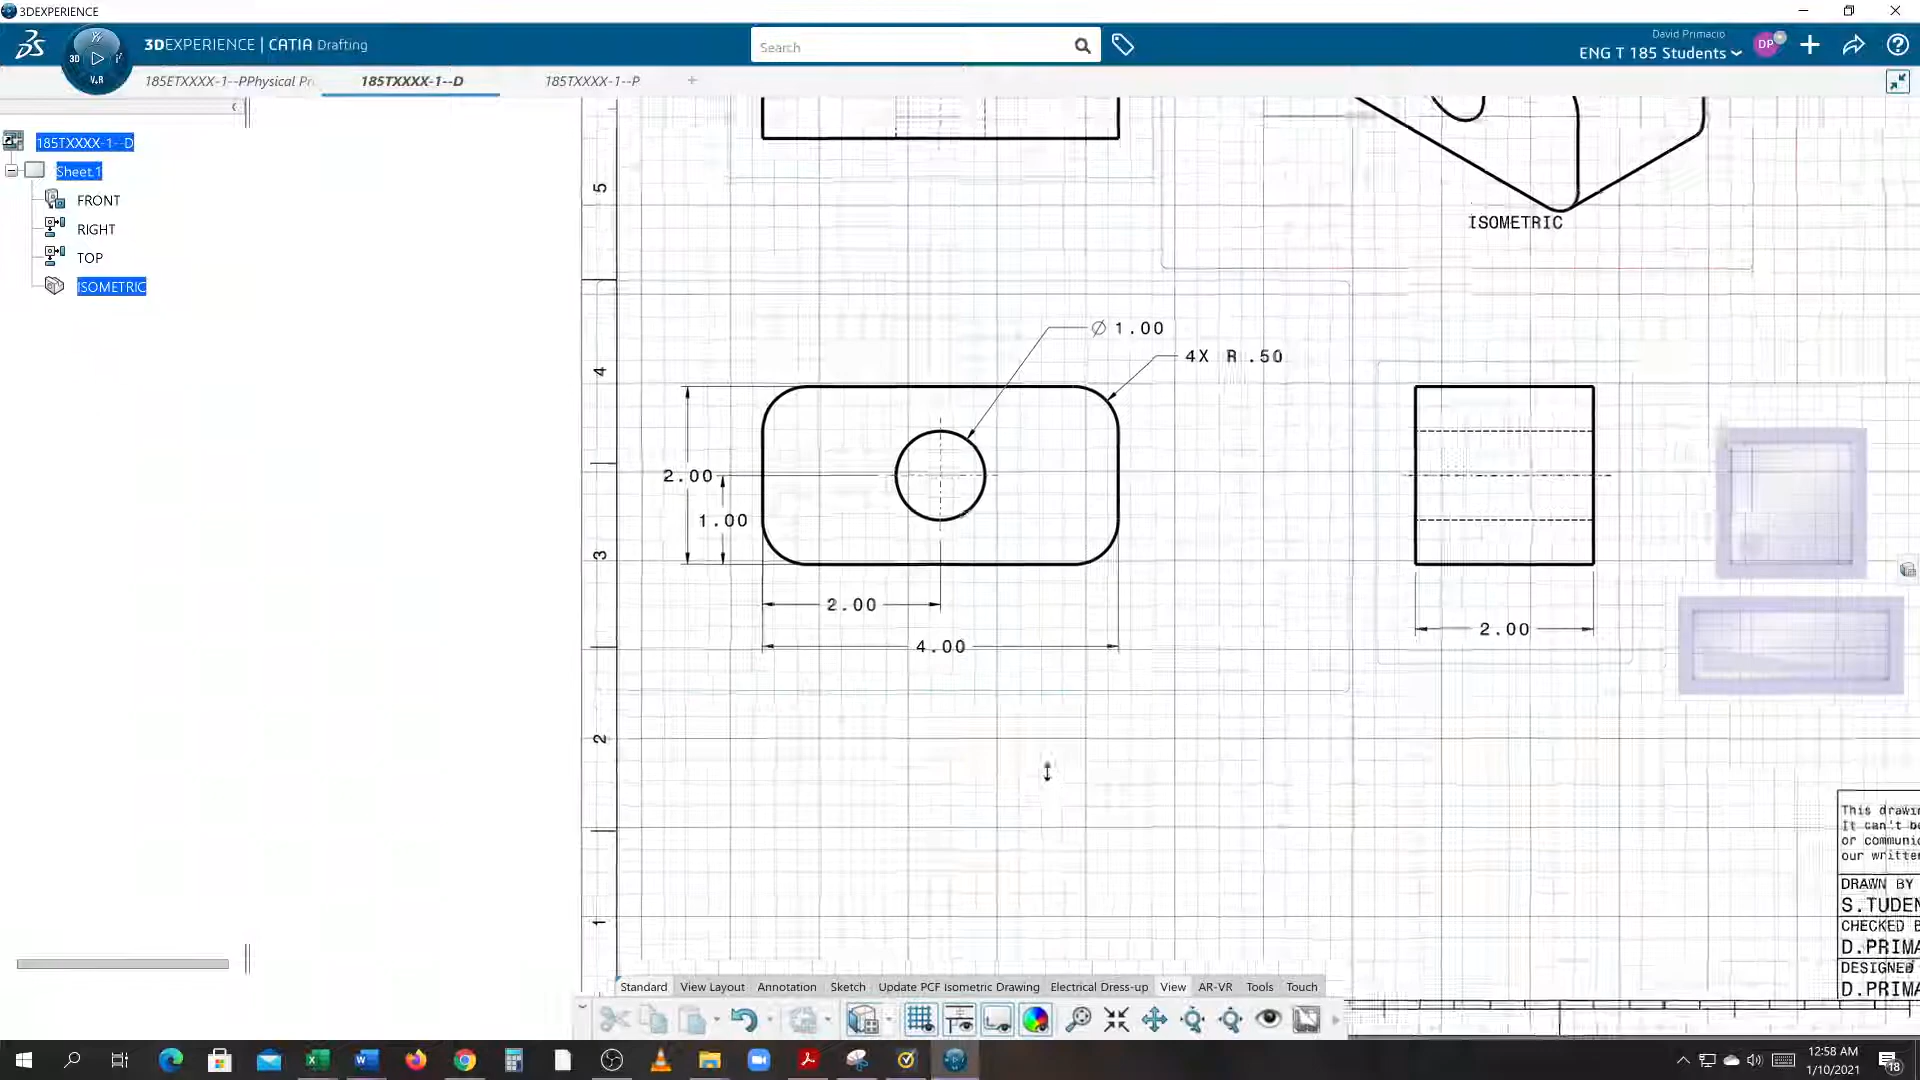 3DEXPERIENCE
3DEXPERIENCE | CATIA Drafting
3D
V.R
Search
David Primacio
ENG T 185 Students
DP
185ETXXXX-1--PPhysical Pr
185TXXXX-1--D
185TXXXX-1--P
185TXXXX-1--D
Sheet.1
FRONT
RIGHT
TOP
ISOMETRIC
5
4
3
2
1
ISOMETRIC
Ø 1.00
4X R .50
2.00
1.00
2.00
4.00
2.00
This
It can't
or
our
DRAWN BY
S.TUDEN
CHECKED B
D.PRIMA
DESIGNED
D.PRIMA
Standard View Layout Annotation Sketch Update PCF Isometric Drawing Electrical Dress-up View AR-VR Tools Touch
12:58 AM
1/10/2021
18